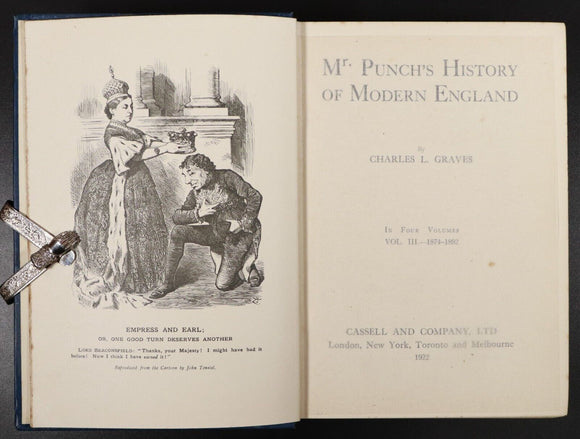 EMPRESS AND EARL;
OR, ONE GOOD TURN DESERVES ANOTHER
LORD BEACONSFIELD: "Thanks, your Majesty! I might have had it
before! Now I think I have earned it!"
Reproduced from the Cartoon by John Tenniel.
Mr. PUNCH'S HISTORY
OF MODERN ENGLAND
By
CHARLES L. GRAVES
IN FOUR VOLUMES
VOL. III.—1874-1892
CASSELL AND COMPANY, LTD
London, New York, Toronto and Melbourne
1922